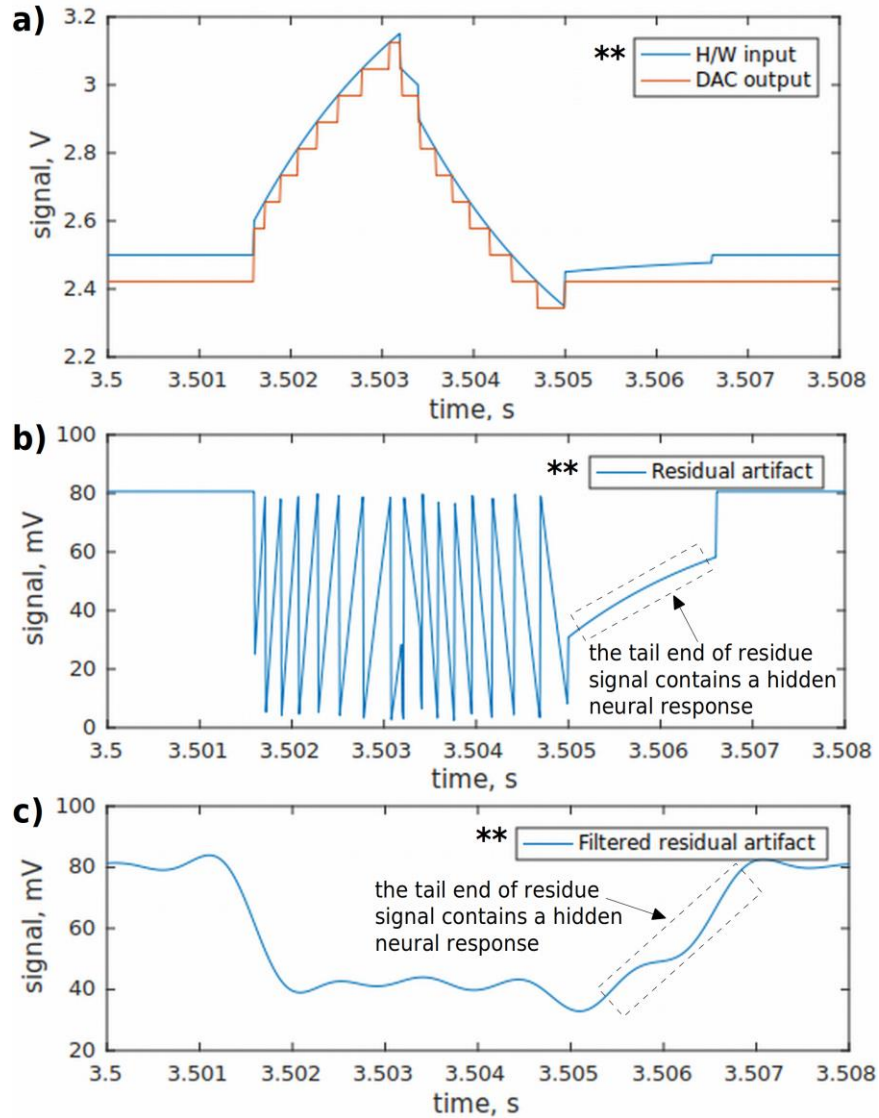 a)
3.2
3
2.8
2.6
2.4
2.2
signal, V
** H/W input
DAC output
3.5 3.501 3.502 3.503 3.504 3.505 3.506 3.507 3.508
time, s
b)
100
80
60
40
20
0
signal, mV
** Residual artifact
the tail end of residue
signal contains a hidden
neural response
3.5 3.501 3.502 3.503 3.504 3.505 3.506 3.507 3.508
time, s
c)
100
80
60
40
20
signal, mV
** Filtered residual artifact
the tail end of residue
signal contains a hidden
neural response
3.5 3.501 3.502 3.503 3.504 3.505 3.506 3.507 3.508
time, s